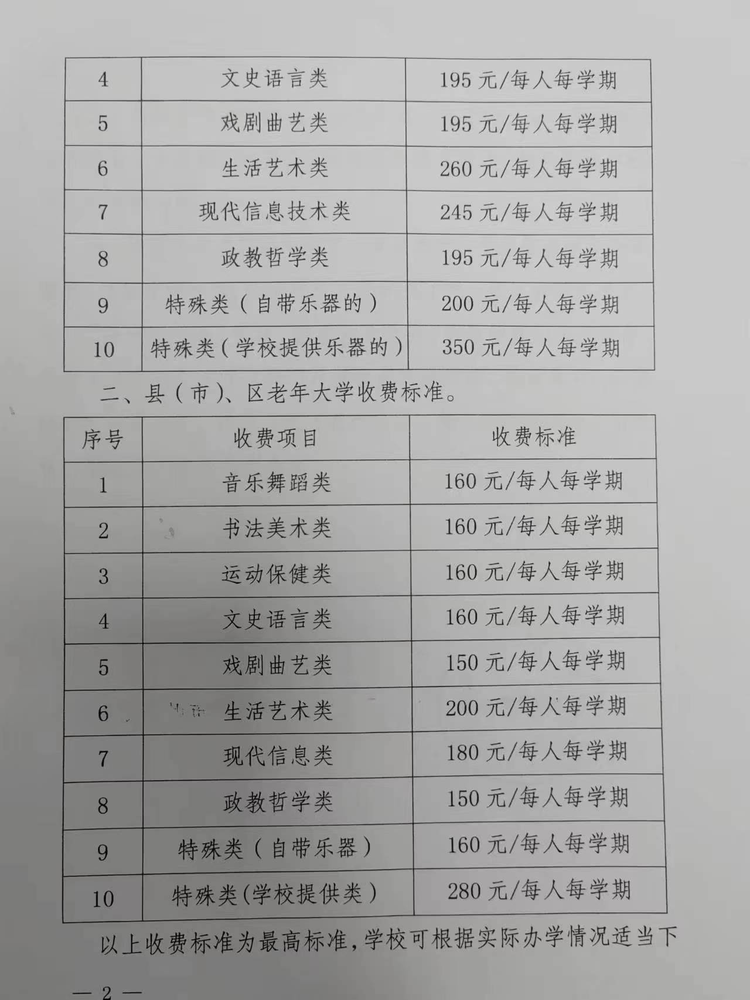 4 文史语言类 195 元/每人每学期
5 戏剧曲艺类 195 元/每人每学期
6 生活艺术类 260 元/每人每学期
7 现代信息技术类 245 元/每人每学期
8 政教哲学类 195 元/每人每学期
9 特殊类（自带乐器的） 200 元/每人每学期
10 特殊类（学校提供乐器的） 350 元/每人每学期
二、县（市）、区老年大学收费标准。
序号 收费项目 收费标准
1 音乐舞蹈类 160 元/每人每学期
2 书法美术类 160 元/每人每学期
3 运动保健类 160 元/每人每学期
4 文史语言类 160 元/每人每学期
5 戏剧曲艺类 150 元/每人每学期
6 生活艺术类 200 元/每人每学期
7 现代信息类 180 元/每人每学期
8 政教哲学类 150 元/每人每学期
9 特殊类（自带乐器） 160 元/每人每学期
10 特殊类(学校提供类） 280 元/每人每学期
以上收费标准为最高标准,学校可根据实际办学情况适当下
— 2 —